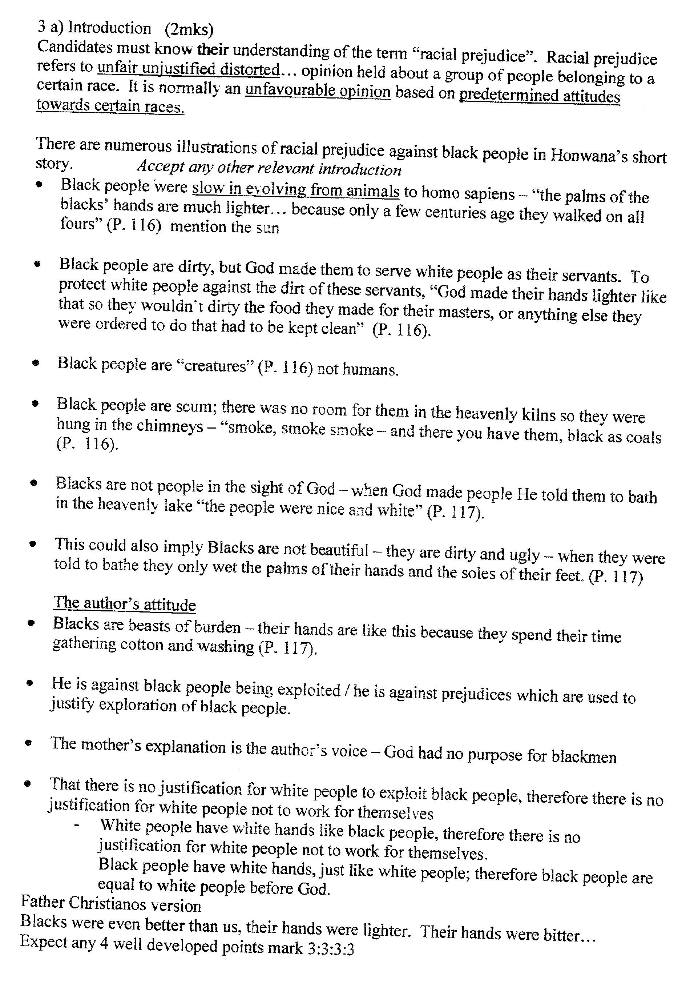 3 a) Introduction (2mks)
Candidates must know their understanding of the term “racial prejudice”. Racial prejudice
refers to unfair unjustified distorted… opinion held about a group of people belonging to a
certain race. It is normally an unfavourable opinion based on predetermined attitudes
towards certain races.
There are numerous illustrations of racial prejudice against black people in Honwana’s short
story. Accept any other relevant introduction
• Black people were slow in evolving from animals to homo sapiens – “the palms of the
blacks’ hands are much lighter… because only a few centuries age they walked on all
fours” (P. 116) mention the sun
• Black people are dirty, but God made them to serve white people as their servants. To
protect white people against the dirt of these servants, “God made their hands lighter like
that so they wouldn’t dirty the food they made for their masters, or anything else they
were ordered to do that had to be kept clean” (P. 116).
• Black people are “creatures” (P. 116) not humans.
• Black people are scum; there was no room for them in the heavenly kilns so they were
hung in the chimneys – “smoke, smoke smoke – and there you have them, black as coals
(P. 116).
• Blacks are not people in the sight of God – when God made people He told them to bath
in the heavenly lake “the people were nice and white” (P. 117).
• This could also imply Blacks are not beautiful – they are dirty and ugly – when they were
told to bathe they only wet the palms of their hands and the soles of their feet. (P. 117)
The author’s attitude
• Blacks are beasts of burden – their hands are like this because they spend their time
gathering cotton and washing (P. 117).
• He is against black people being exploited / he is against prejudices which are used to
justify exploration of black people.
• The mother’s explanation is the author’s voice – God had no purpose for blackmen
• That there is no justification for white people to exploit black people, therefore there is no
justification for white people not to work for themselves
- White people have white hands like black people, therefore there is no
justification for white people not to work for themselves.
Black people have white hands, just like white people; therefore black people are
equal to white people before God.
Father Christianos version
Blacks were even better than us, their hands were lighter. Their hands were bitter…
Expect any 4 well developed points mark 3:3:3:3